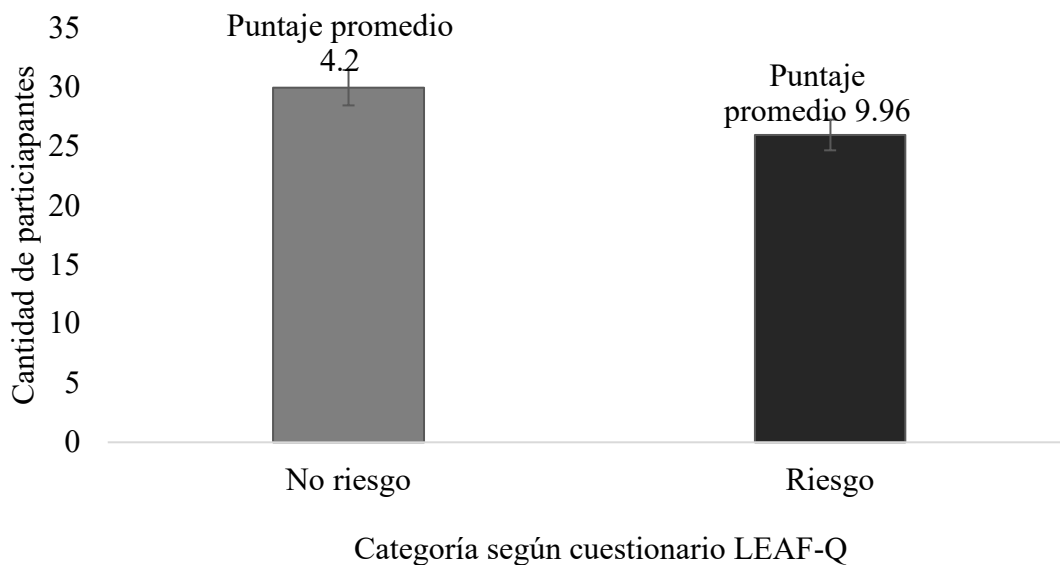 35
30
25
20
15
10
5
0
Cantidad de particiapantes
Puntaje promedio
4.2
Puntaje
promedio 9.96
No riesgo
Riesgo
Categoría según cuestionario LEAF-Q